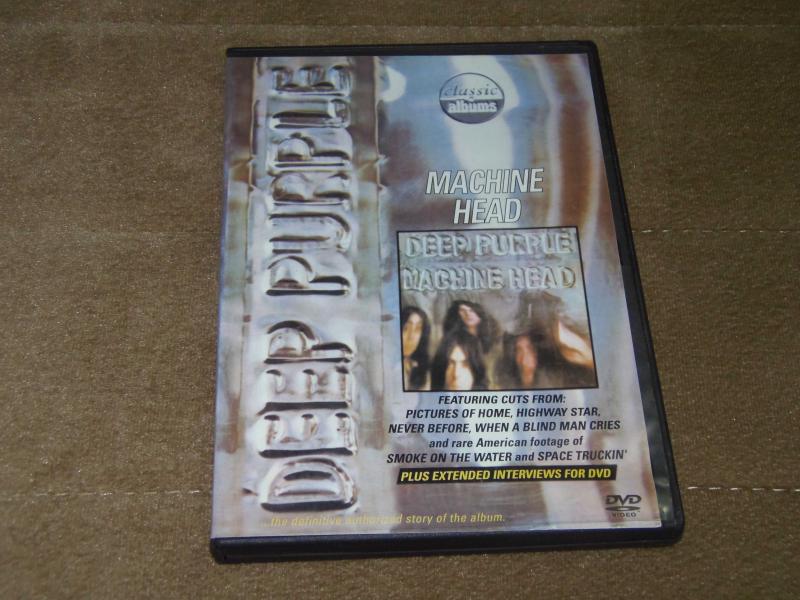 DEEP PURPLE
classic
albums
MACHINE
HEAD
DEEP PURPLE
MACHINE HEAD
FEATURING CUTS FROM:
PICTURES OF HOME, HIGHWAY STAR,
NEVER BEFORE, WHEN A BLIND MAN CRIES
and rare American footage of
SMOKE ON THE WATER and SPACE TRUCKIN'
PLUS EXTENDED INTERVIEWS FOR DVD
...the definitive authorized story of the album.
DVD
VIDEO